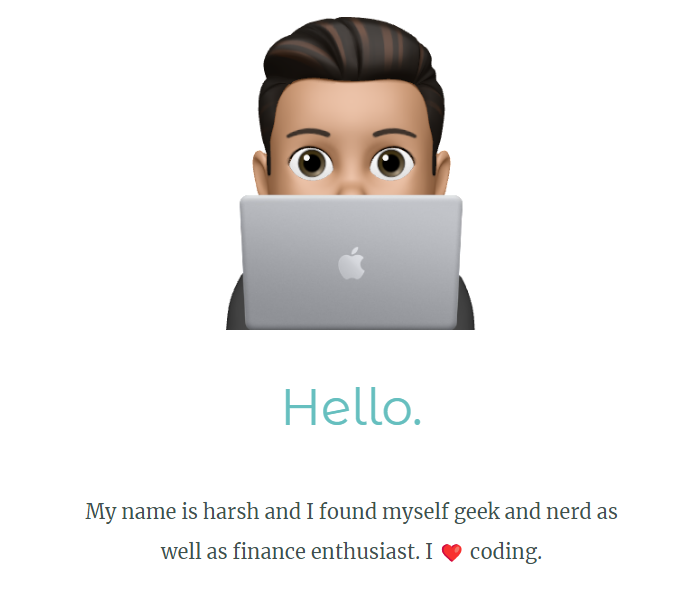 Hello.
My name is harsh and I found myself geek and nerd as
well as finance enthusiast. I ❤️ coding.